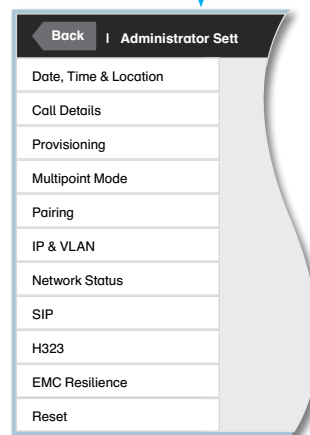 Back | Administrator Sett
Date, Time & Location
Call Details
Provisioning
Multipoint Mode
Pairing
IP & VLAN
Network Status
SIP
H323
EMC Resilience
Reset